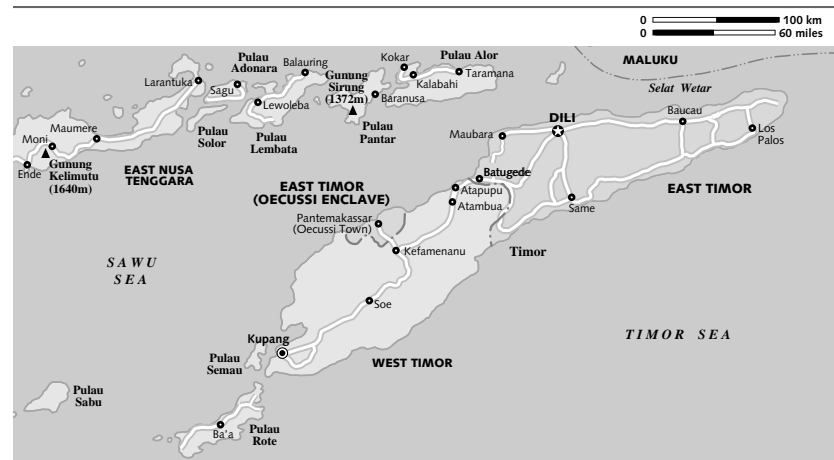 0 100 km
0 60 miles
Kokar
Pulau Alor
MALUKU
Pulau
Adonara
Balauring
Gunung
Sirung
(1372m)
Kalabahi
Taramana
Larantuka
Sagu
Lewoleba
Baranusa
Selat Wetar
DILI
Baucau
Maumere
Moni
Pulau
Solor
Pulau
Lembata
Pulau
Pantar
Maubara
Los
Palos
Ende
Gunung
Kelimutu
(1640m)
EAST NUSA
TENGGARA
EAST TIMOR
(OECUSSI ENCLAVE)
Batugede
Atapupu
Atambua
EAST TIMOR
Same
Pantemakassar
(Oecussi Town)
Kefamenanu
Timor
SAWU
SEA
Soe
TIMOR SEA
Kupang
Pulau
Semau
WEST TIMOR
Pulau
Sabu
Ba'a
Pulau
Rote